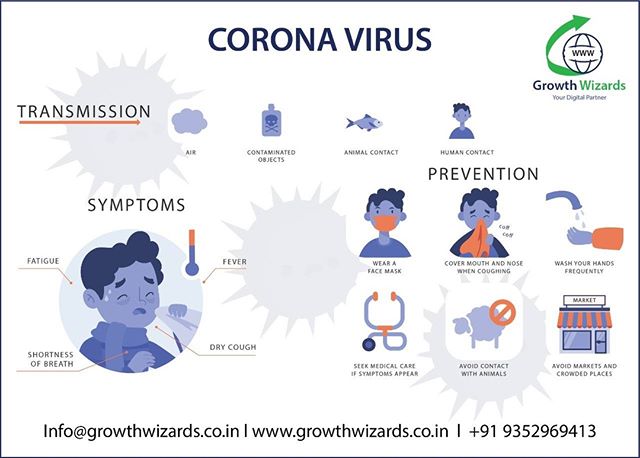 CORONA VIRUS
WWW
Growth Wizards
Your Digital Partner
TRANSMISSION
AIR
CONTAMINATED
OBJECTS
ANIMAL CONTACT
HUMAN CONTACT
PREVENTION
WEAR A
FACE MASK
COFF
COFF
COVER MOUTH AND NOSE
WHEN COUGHING
WASH YOUR HANDS
FREQUENTLY
SYMPTOMS
FATIGUE
FEVER
DRY COUGH
SHORTNESS
OF BREATH
SEEK MEDICAL CARE
IF SYMPTOMS APPEAR
AVOID CONTACT
WITH ANIMALS
MARKET
AVOID MARKETS AND
CROWDED PLACES
Info@growthwizards.co.in | www.growthwizards.co.in | +91 9352969413